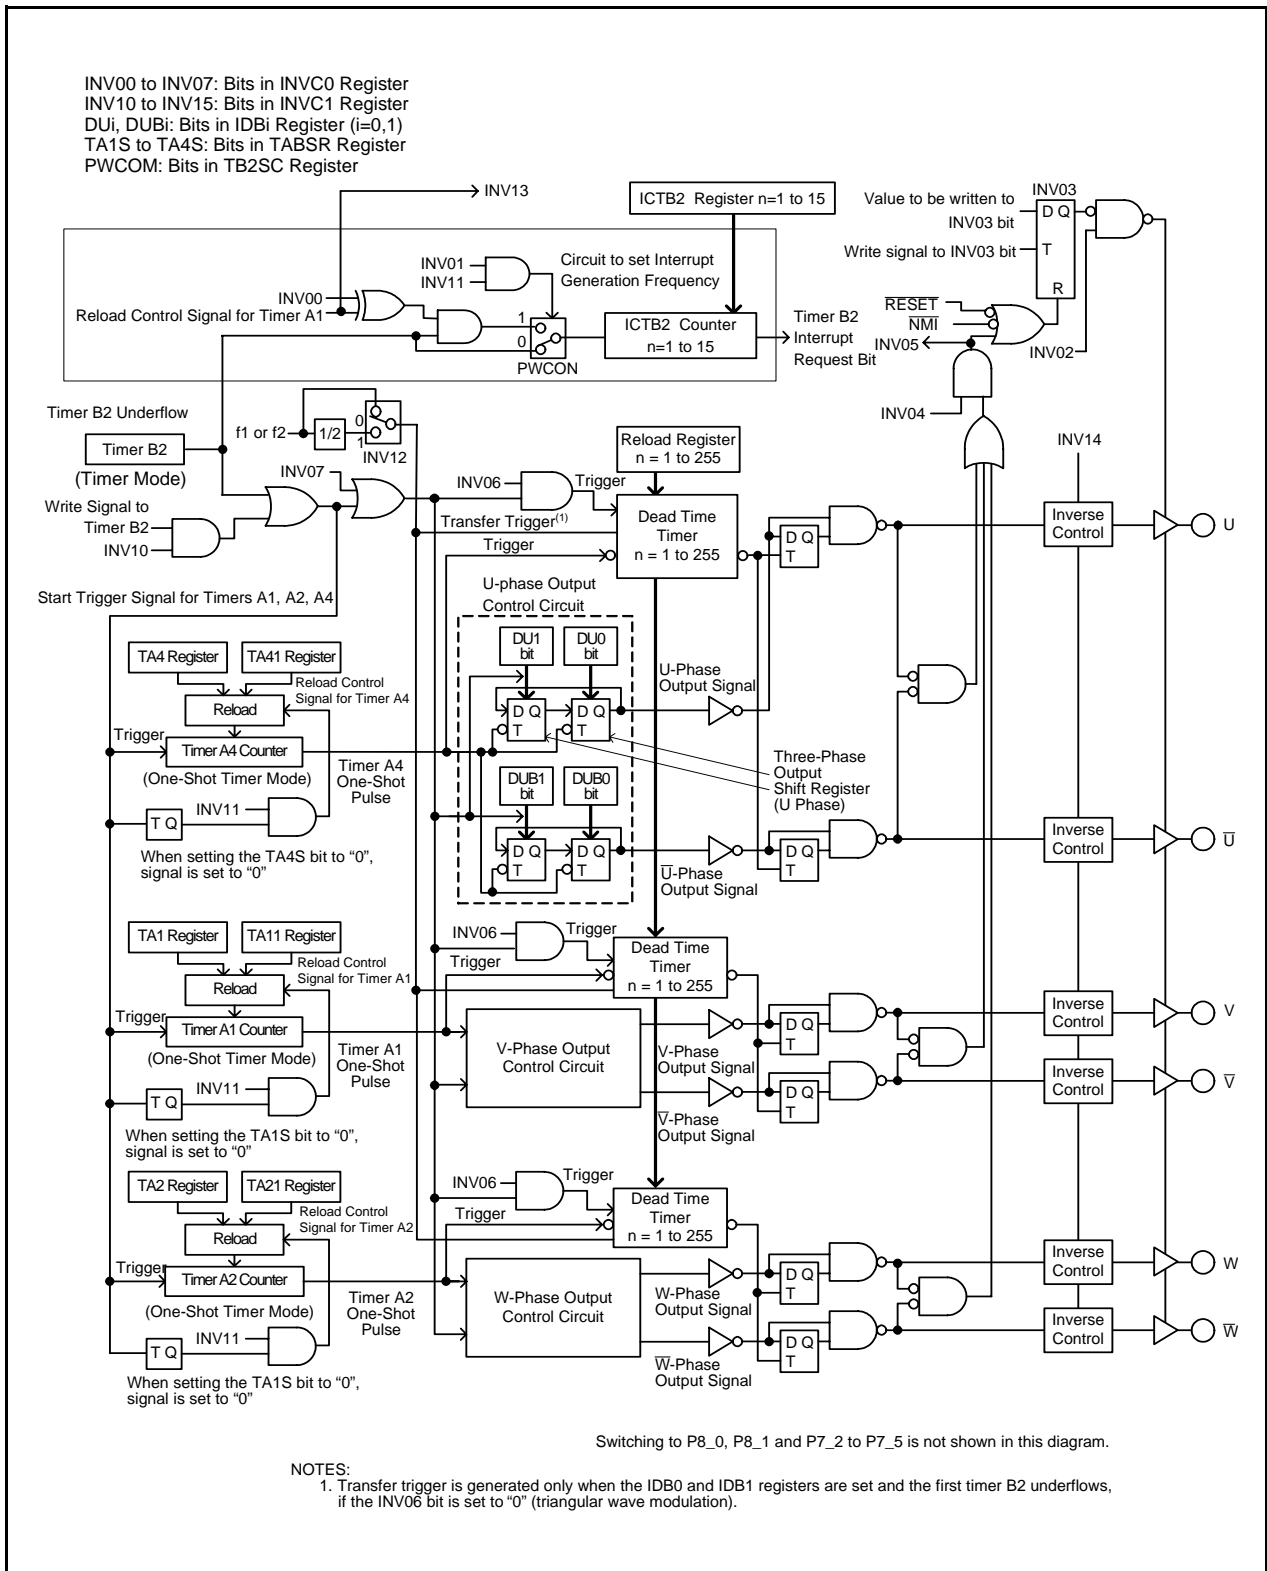 INV00 to INV07: Bits in INVC0 Register
INV10 to INV15: Bits in INVC1 Register
DUi, DUBi: Bits in IDBi Register (i=0,1)
TA1S to TA4S: Bits in TABSR Register
PWCOM: Bits in TB2SC Register
INV13
ICTB2 Register n=1 to 15
Value to be written to
INV03 bit
INV03
D Q
T
R
Write signal to INV03 bit
INV01
INV11
Circuit to set Interrupt
Generation Frequency
INV00
Reload Control Signal for Timer A1
1
0
PWCON
ICTB2 Counter
n=1 to 15
Timer B2
Interrupt
Request Bit
R̅E̅S̅E̅T̅
N̅M̅I̅
INV05
INV02
INV04
Timer B2 Underflow
Timer B2
(Timer Mode)
f1 or f2
1/2
0
1
INV12
Write Signal to
Timer B2
INV10
INV07
INV06
Trigger
Reload Register
n = 1 to 255
Transfer Trigger(1)
Trigger
Dead Time
Timer
n = 1 to 255
D Q
T
INV14
Inverse
Control
U
Start Trigger Signal for Timers A1, A2, A4
U-phase Output
Control Circuit
TA4 Register
TA41 Register
Reload Control
Signal for Timer A4
Reload
Trigger
Timer A4 Counter
(One-Shot Timer Mode)
Timer A4
One-Shot
Pulse
T Q
INV11
When setting the TA4S bit to “0”,
signal is set to “0”
DU1
bit
DU0
bit
D Q
T
D Q
T
U-Phase
Output Signal
Three-Phase
Output
Shift Register
(U Phase)
DUB1
bit
DUB0
bit
D Q
T
D Q
T
U̅-Phase
Output Signal
D Q
T
Inverse
Control
U̅
TA1 Register
TA11 Register
Reload Control
Signal for Timer A1
Reload
Trigger
Timer A1 Counter
(One-Shot Timer Mode)
Timer A1
One-Shot
Pulse
T Q
INV11
When setting the TA1S bit to “0”,
signal is set to “0”
INV06
Trigger
Trigger
Dead Time
Timer
n = 1 to 255
V-Phase Output
Control Circuit
V-Phase
Output Signal
D Q
T
Inverse
Control
V
V̅-Phase
Output Signal
D Q
T
Inverse
Control
V̅
TA2 Register
TA21 Register
Reload Control
Signal for Timer A2
Reload
Trigger
Timer A2 Counter
(One-Shot Timer Mode)
Timer A2
One-Shot
Pulse
T Q
INV11
When setting the TA1S bit to “0”,
signal is set to “0”
INV06
Trigger
Trigger
Dead Time
Timer
n = 1 to 255
W-Phase Output
Control Circuit
W-Phase
Output Signal
D Q
T
Inverse
Control
W
W̅-Phase
Output Signal
D Q
T
Inverse
Control
W̅
Switching to P8_0, P8_1 and P7_2 to P7_5 is not shown in this diagram.
NOTES:
1. Transfer trigger is generated only when the IDB0 and IDB1 registers are set and the first timer B2 underflows,
if the INV06 bit is set to “0” (triangular wave modulation).